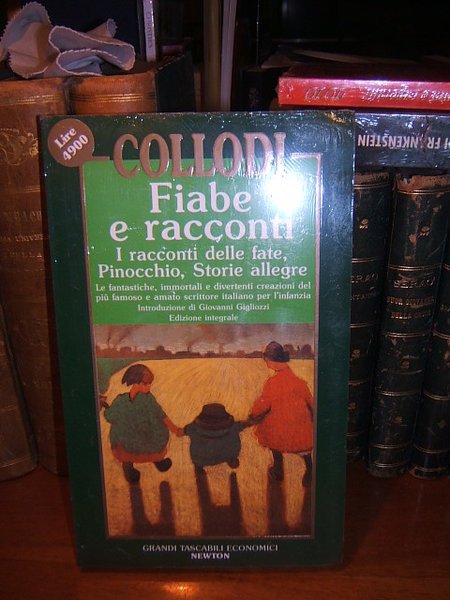 Lire
4900
COLLODI
Fiabe
e racconti
I racconti delle fate,
Pinocchio, Storie allegre
Le fantastiche, immortali e divertenti creazioni del
più famoso e amato scrittore italiano per l'infanzia
Introduzione di Giovanni Gigliozzi
Edizione integrale
GRANDI TASCABILI ECONOMICI
NEWTON
FRANKENSTEIN